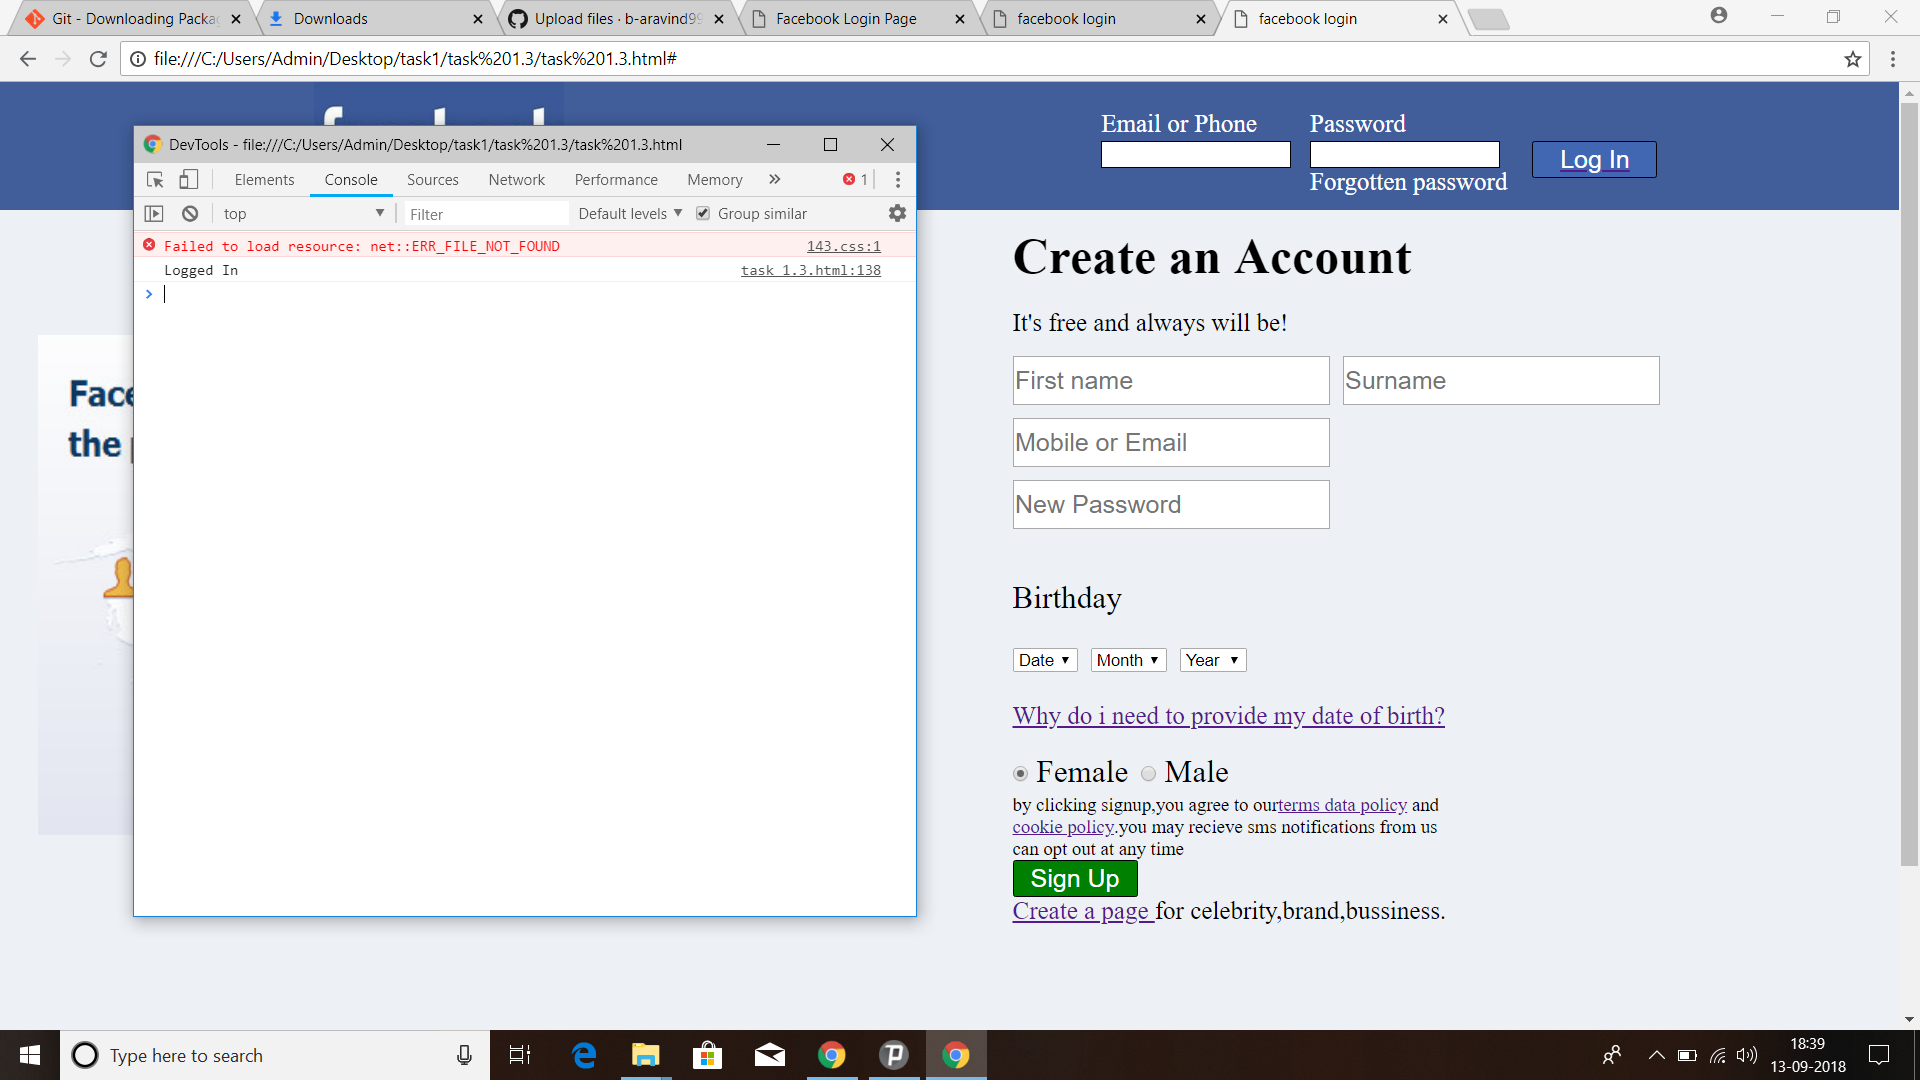 Git - Downloading Packa
Downloads
Upload files · b-aravind99
Facebook Login Page
facebook login
facebook login
file:///C:/Users/Admin/Desktop/task1/task%201.3/task%201.3.html#
Email or Phone
Password
Log In
Forgotten password
DevTools - file:///C:/Users/Admin/Desktop/task1/task%201.3/task%201.3.html
Elements Console Sources Network Performance Memory » 1
top Filter Default levels Group similar
Failed to load resource: net::ERR_FILE_NOT_FOUND 143.css:1
Logged In task 1.3.html:138
Face
the
Create an Account
It's free and always will be!
First name Surname
Mobile or Email
New Password
Birthday
Date Month Year
Why do i need to provide my date of birth?
Female Male
by clicking signup,you agree to ourterms data policy and
cookie policy.you may recieve sms notifications from us
can opt out at any time
Sign Up
Create a page for celebrity,brand,bussiness.
Type here to search
18:39
13-09-2018